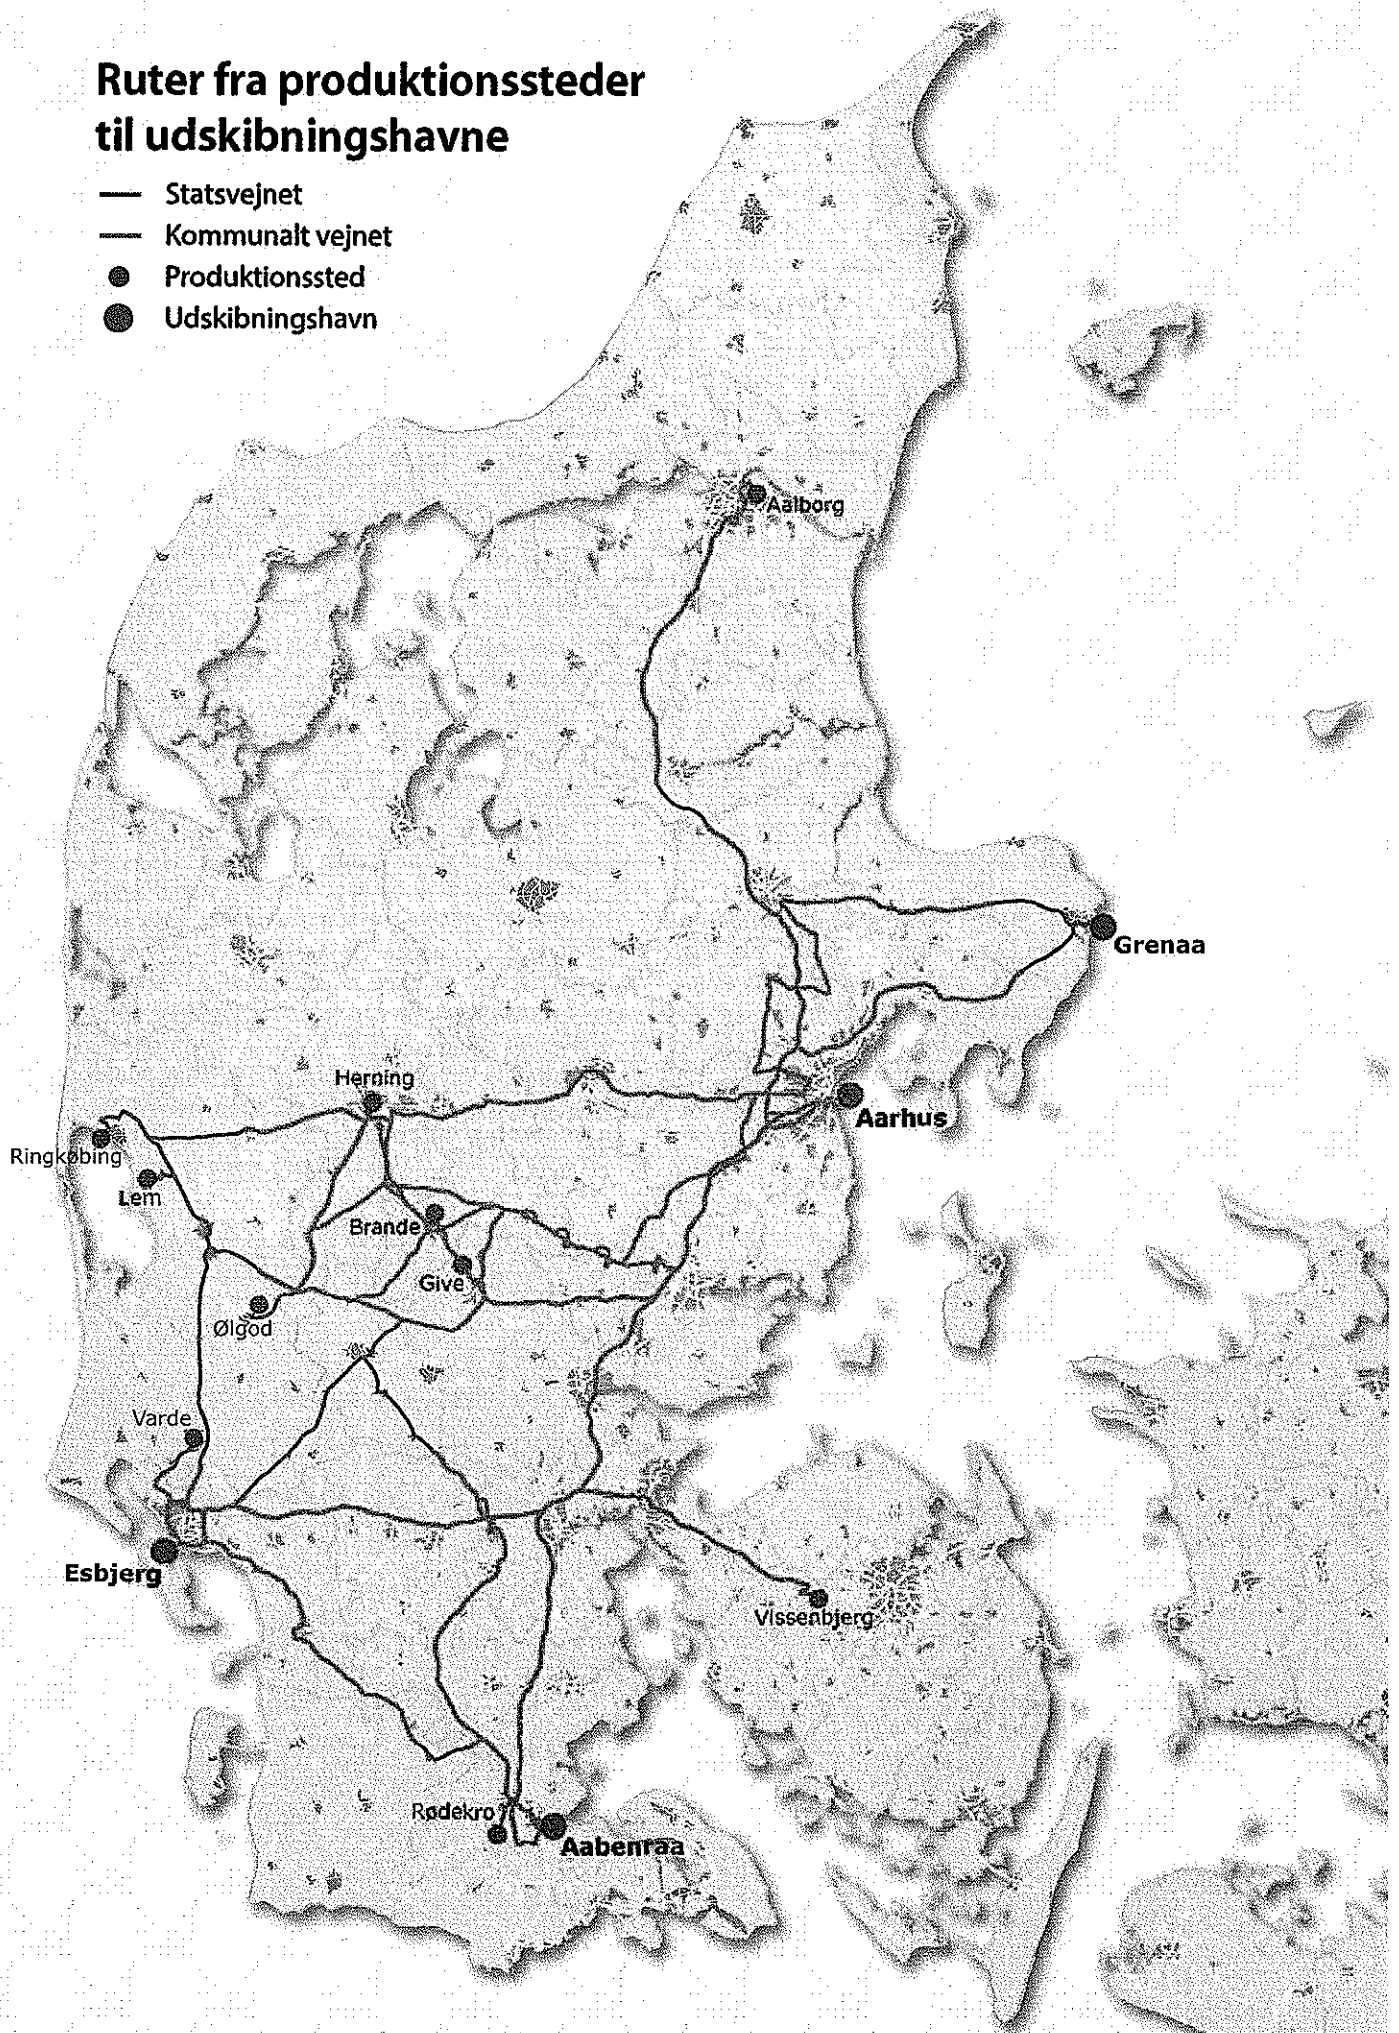 Ruter fra produktionssteder
til udskibningshavne
Statsvejnet
Kommunalt vejnet
Produktionssted
Udskibningshavn
Aalborg
Grenaa
Herning
Aarhus
Ringkøbing
Lem
Brande
Give
Ølgod
Varde
Esbjerg
Vissenbjerg
Rødekro
Aabenraa